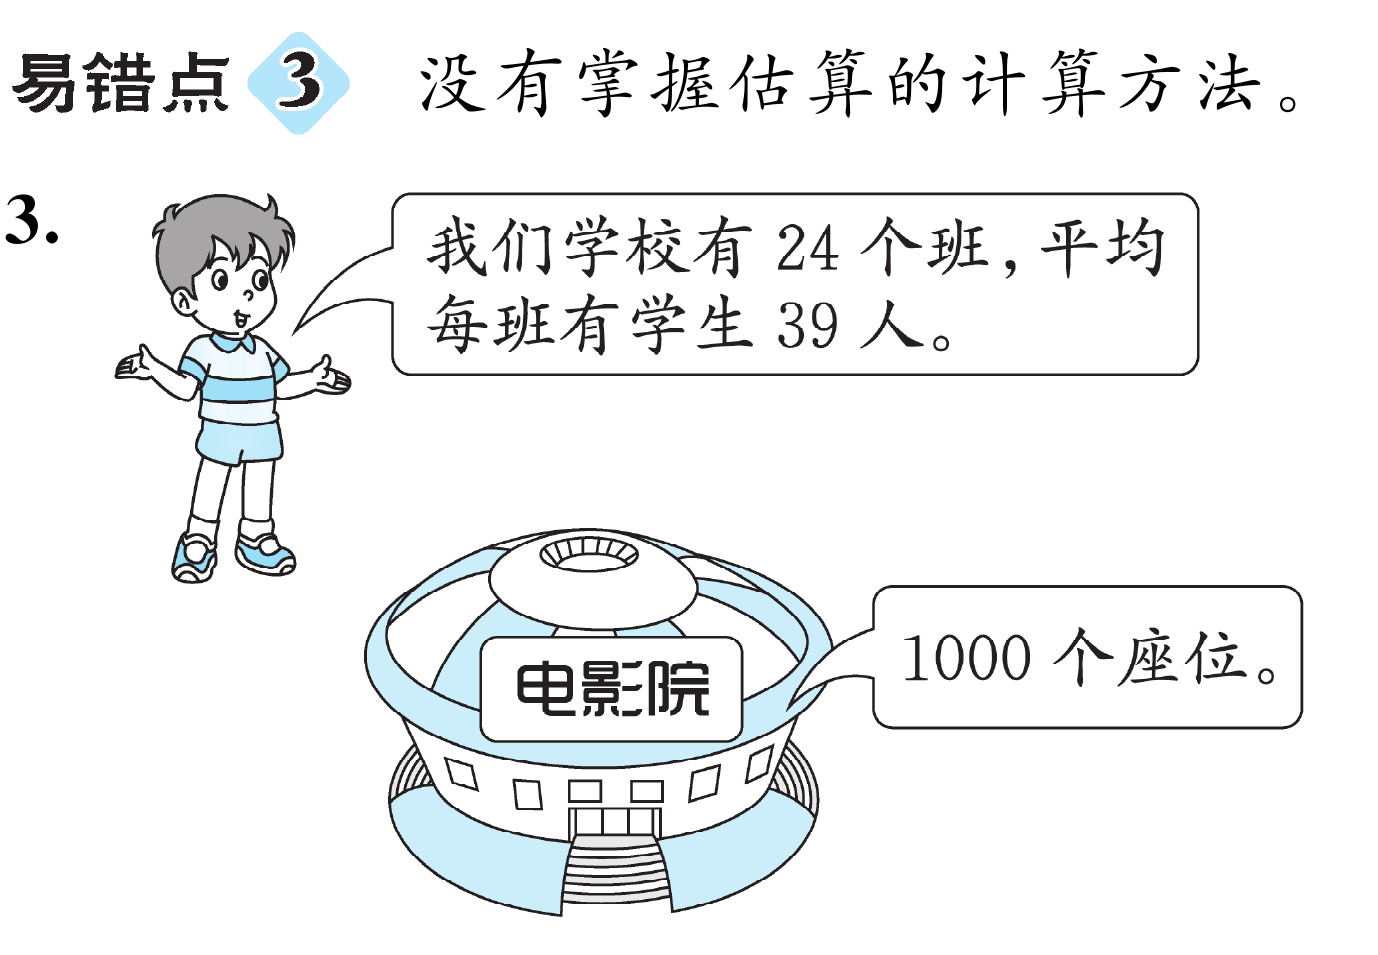 易错点 3 没有掌握估算的计算方法。
3.
我们学校有 24 个班，平均
每班有学生 39 人。
电影院
1000 个座位。